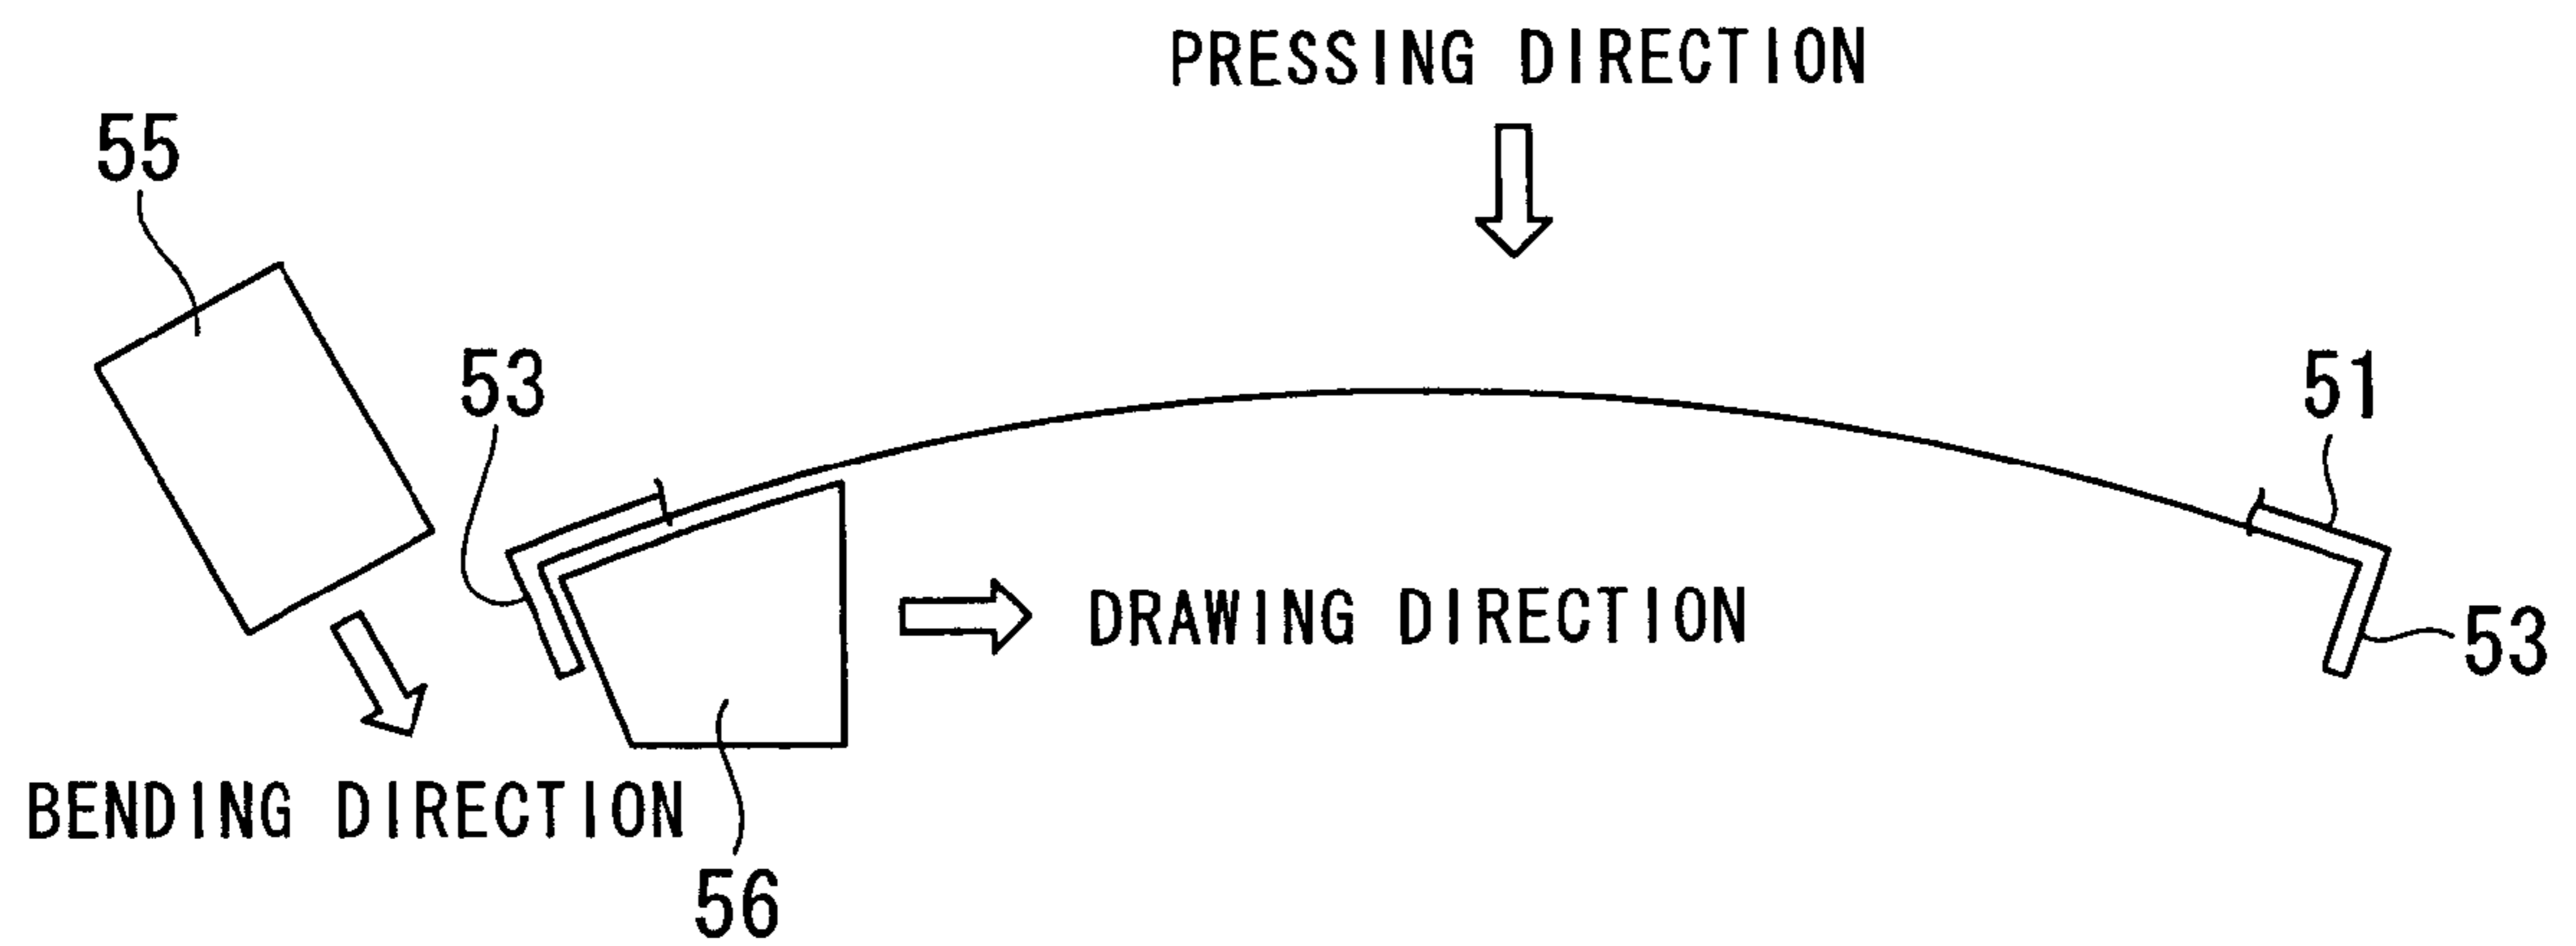 PRESSING DIRECTION
55
53
51
DRAWING DIRECTION
53
BENDING DIRECTION
56